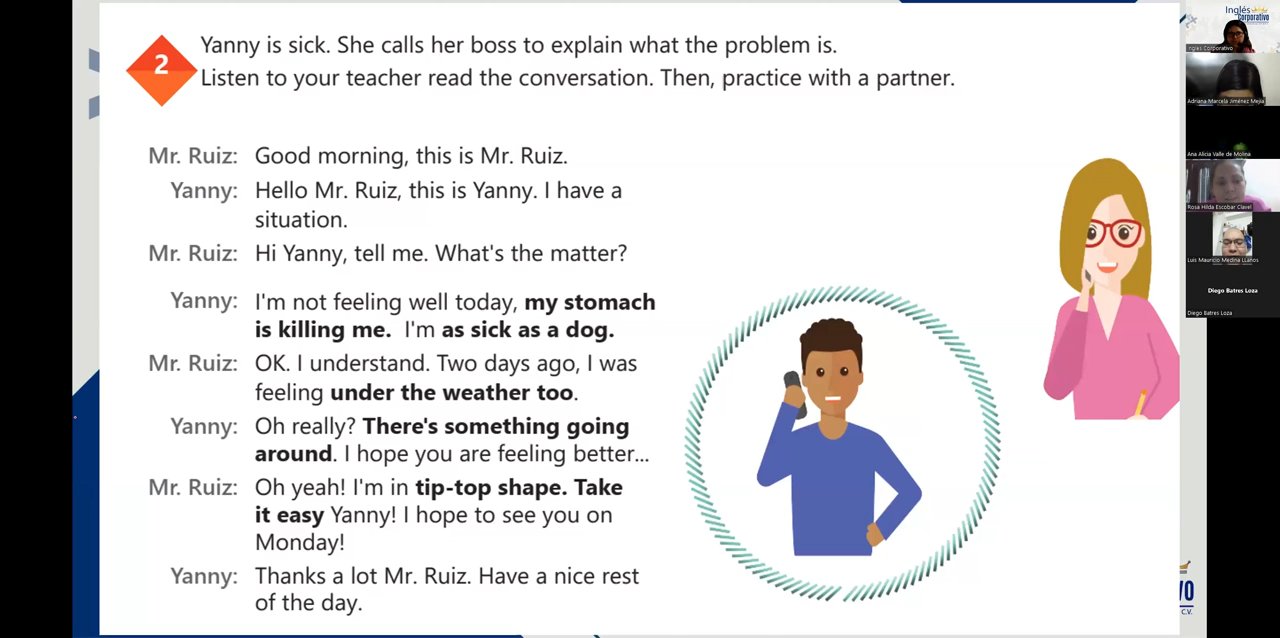 2
Yanny is sick. She calls her boss to explain what the problem is.
Listen to your teacher read the conversation. Then, practice with a partner.
Mr. Ruiz: Good morning, this is Mr. Ruiz.
Yanny: Hello Mr. Ruiz, this is Yanny. I have a
situation.
Mr. Ruiz: Hi Yanny, tell me. What's the matter?
Yanny: I'm not feeling well today, my stomach
is killing me. I'm as sick as a dog.
Mr. Ruiz: OK. I understand. Two days ago, I was
feeling under the weather too.
Yanny: Oh really? There's something going
around. I hope you are feeling better...
Mr. Ruiz: Oh yeah! I'm in tip-top shape. Take
it easy Yanny! I hope to see you on
Monday!
Yanny: Thanks a lot Mr. Ruiz. Have a nice rest
of the day.
Inglés
Corporativo
Inglés Corporativo
Adriana Marcela Jiménez Mejía
Ana Alicia Valle de Molina
Rosa Hilda Escobar Clavel
Luis Mauricio Medina LLaños
Diego Batres Loza
Diego Batres Loza
VO
C.V.